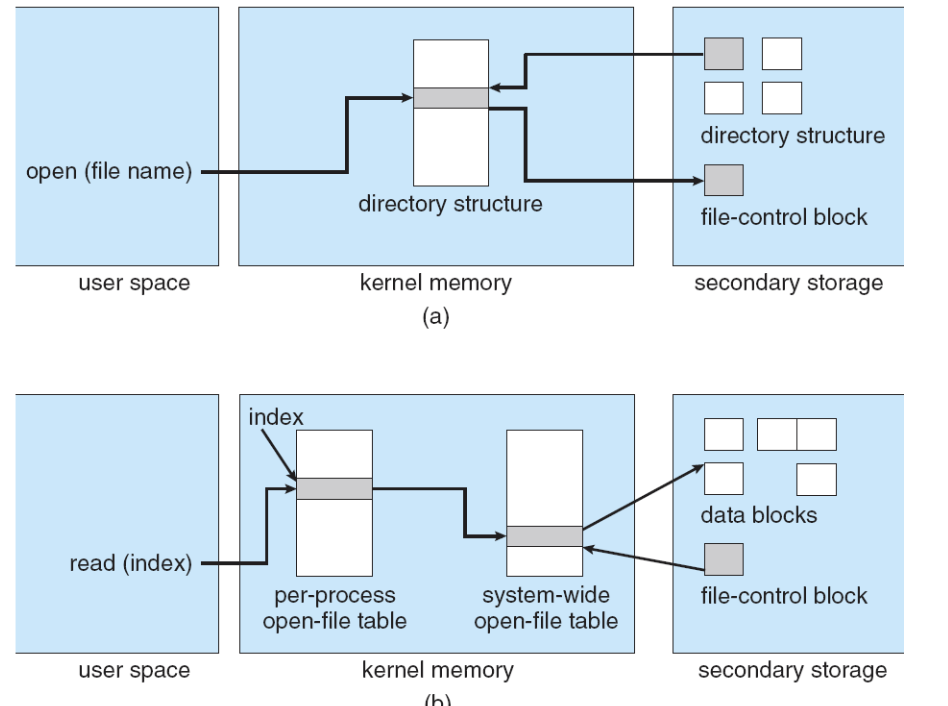 open (file name)
directory structure
directory structure
file-control block
user space
kernel memory
secondary storage
(a)
index
read (index)
per-process
open-file table
system-wide
open-file table
data blocks
file-control block
user space
kernel memory
secondary storage
(b)